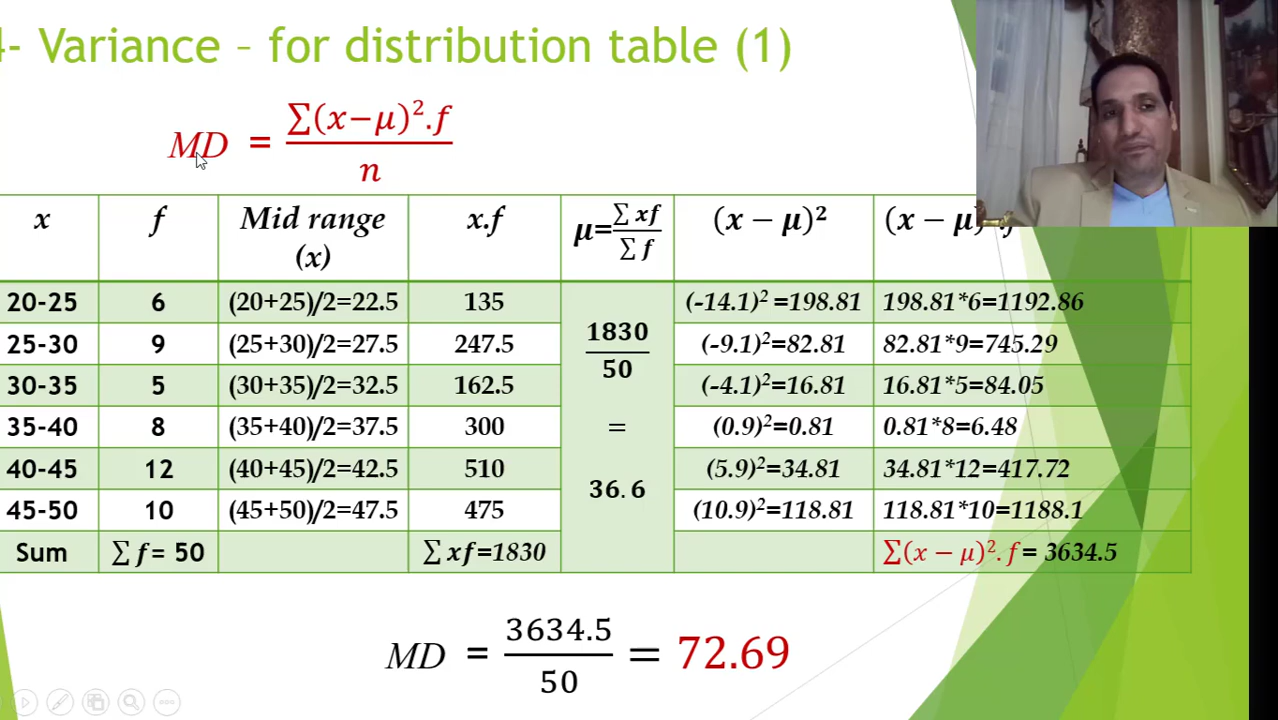 4- Variance – for distribution table (1)
MD = ∑(x−μ)².f / n
x f Mid range (x) x.f μ=∑xf/∑f (x − μ)² (x − μ) .f
20-25 6 (20+25)/2=22.5 135 (-14.1)²=198.81 198.81*6=1192.86
25-30 9 (25+30)/2=27.5 247.5 1830/50 (-9.1)²=82.81 82.81*9=745.29
30-35 5 (30+35)/2=32.5 162.5 (-4.1)²=16.81 16.81*5=84.05
35-40 8 (35+40)/2=37.5 300 = (0.9)²=0.81 0.81*8=6.48
40-45 12 (40+45)/2=42.5 510 (5.9)²=34.81 34.81*12=417.72
45-50 10 (45+50)/2=47.5 475 36.6 (10.9)²=118.81 118.81*10=1188.1
Sum ∑f= 50 ∑xf=1830 ∑(x − μ)².f = 3634.5
MD = 3634.5/50 = 72.69